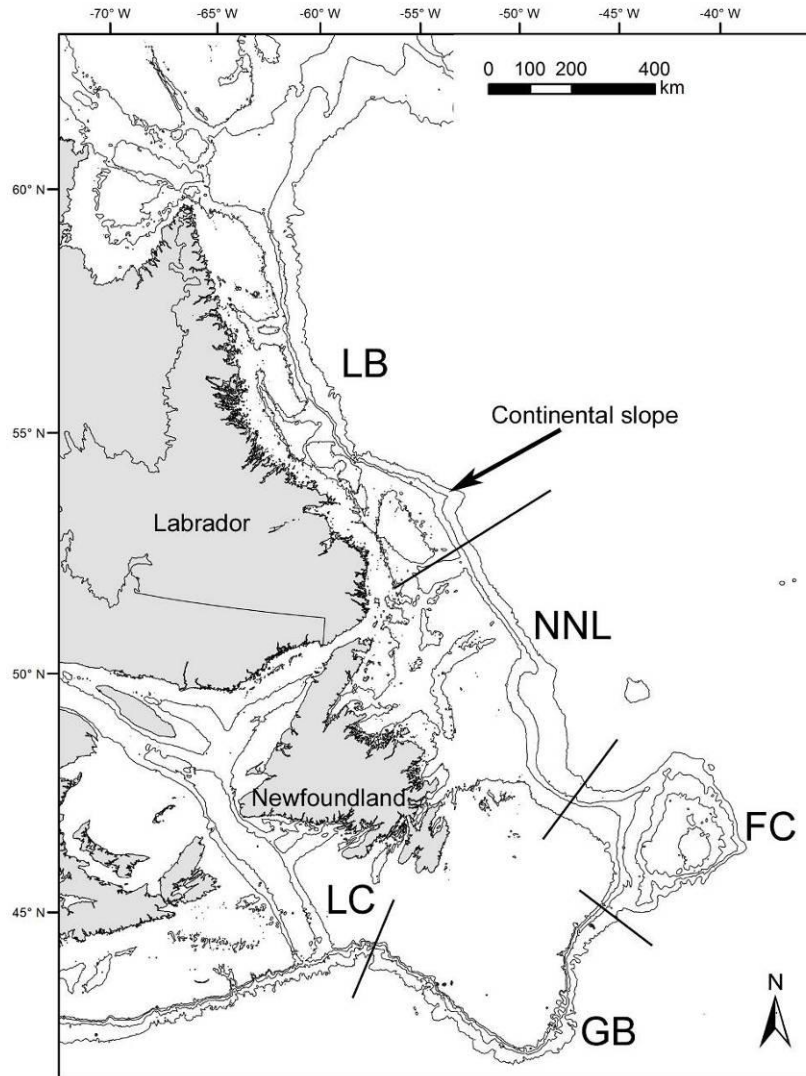 -70° W -65° W -60° W -55° W -50° W -45° W -40° W
0 100 200 400
km
60° N
LB
55° N
Continental slope
Labrador
NNL
50° N
Newfoundland
FC
LC
45° N
N
GB